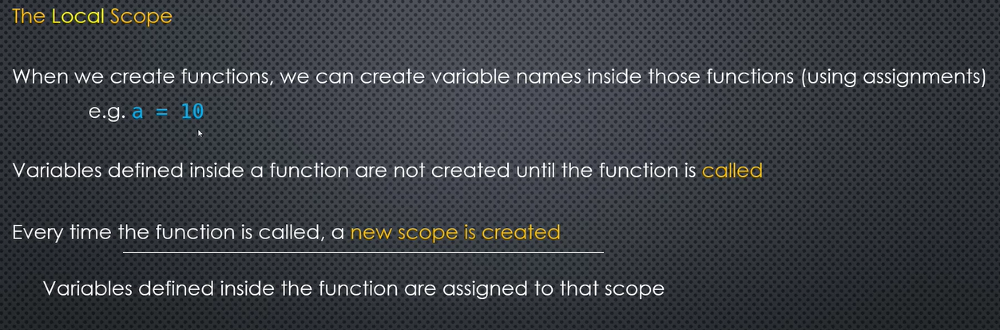 The Local Scope
When we create functions, we can create variable names inside those functions (using assignments)
e.g. a = 10
Variables defined inside a function are not created until the function is called
Every time the function is called, a new scope is created
Variables defined inside the function are assigned to that scope